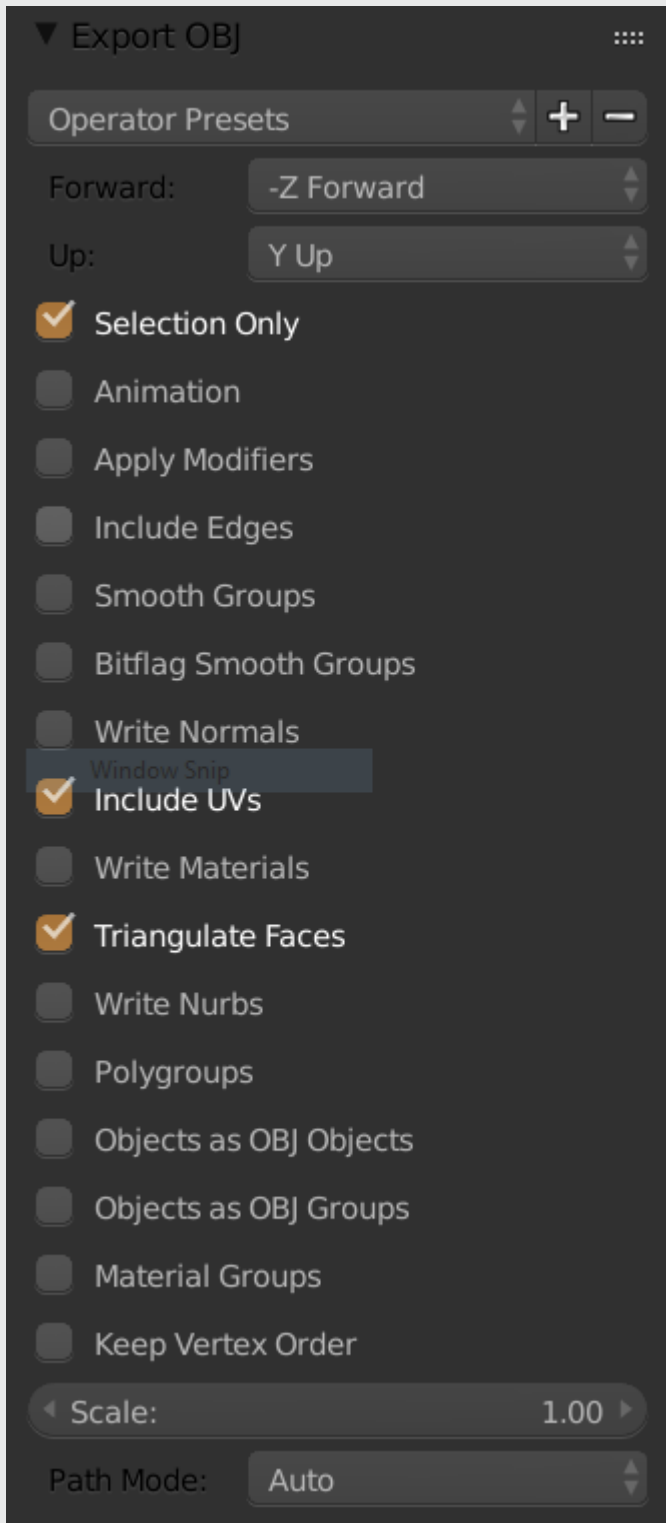 Export OBJ
Operator Presets
Forward: -Z Forward
Up: Y Up
Selection Only
Animation
Apply Modifiers
Include Edges
Smooth Groups
Bitflag Smooth Groups
Write Normals
Window Snip
Include UVs
Write Materials
Triangulate Faces
Write Nurbs
Polygroups
Objects as OBJ Objects
Objects as OBJ Groups
Material Groups
Keep Vertex Order
Scale: 1.00
Path Mode: Auto